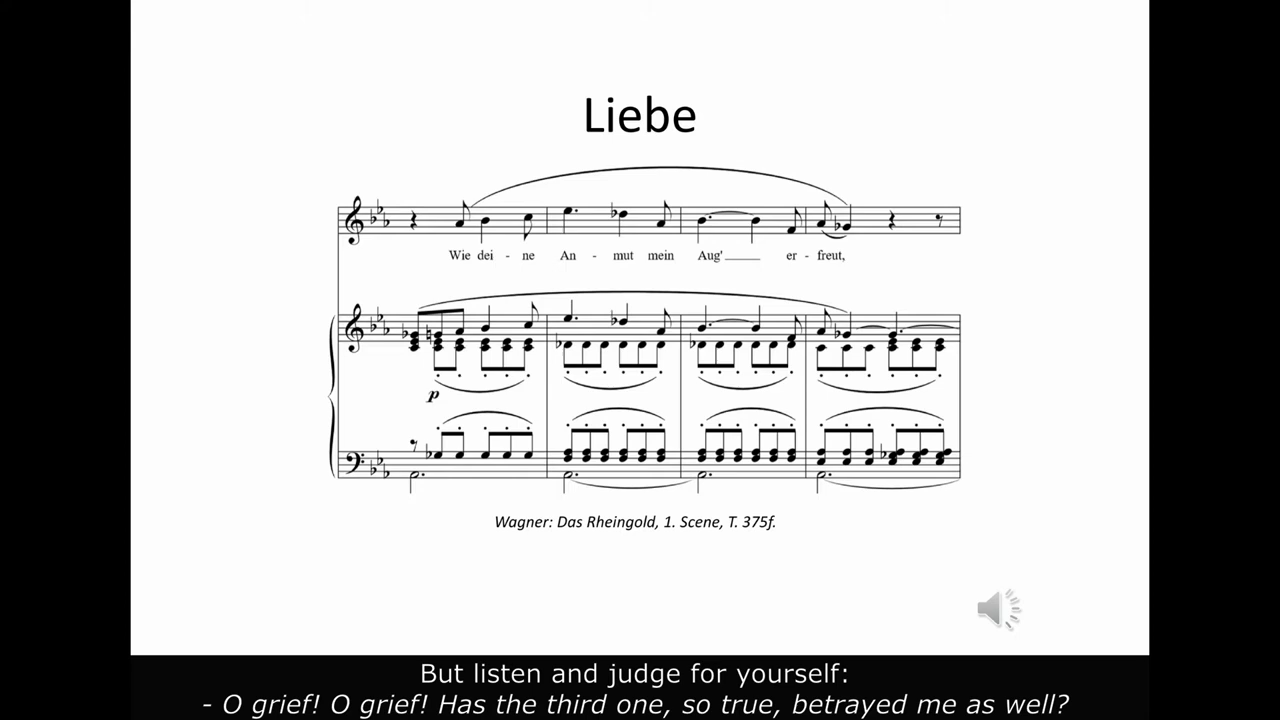 Liebe
Wie dei - ne An - mut mein Aug' er - freut,
p
Wagner: Das Rheingold, 1. Scene, T. 375f.
But listen and judge for yourself:
- O grief! O grief! Has the third one, so true, betrayed me as well?